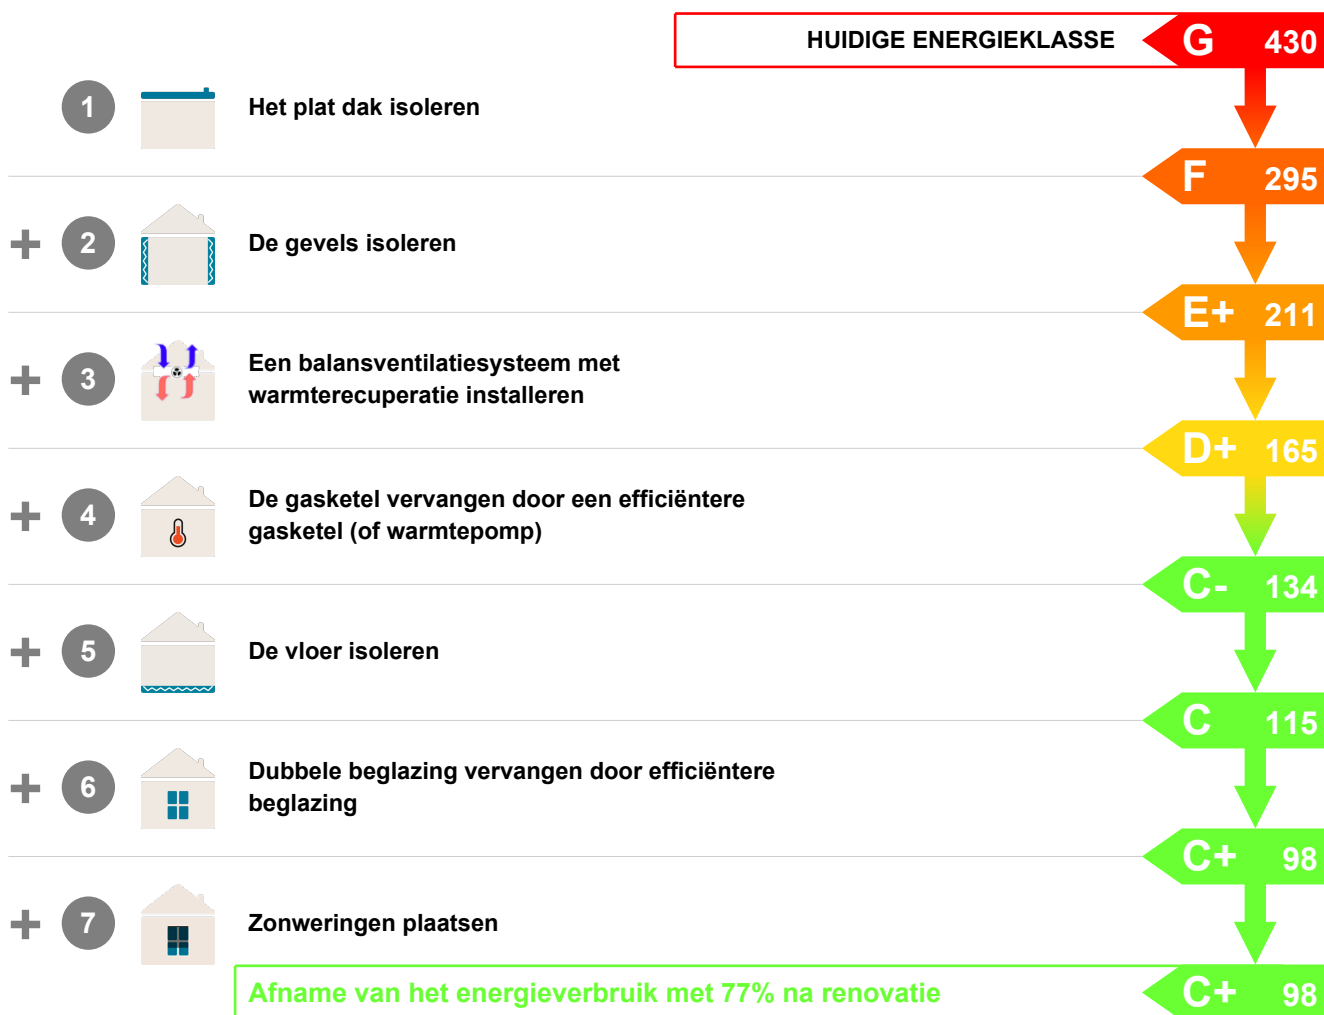 HUIDIGE ENERGIEKLASSE G 430
1 Het plat dak isoleren
F 295
+ 2 De gevels isoleren
E+ 211
+ 3 Een balansventilatiesysteem met
warmterecuperatie installeren
D+ 165
+ 4 De gasketel vervangen door een efficiëntere
gasketel (of warmtepomp)
C- 134
+ 5 De vloer isoleren
C 115
+ 6 Dubbele beglazing vervangen door efficiëntere
beglazing
C+ 98
+ 7 Zonweringen plaatsen
Afname van het energieverbruik met 77% na renovatie C+ 98